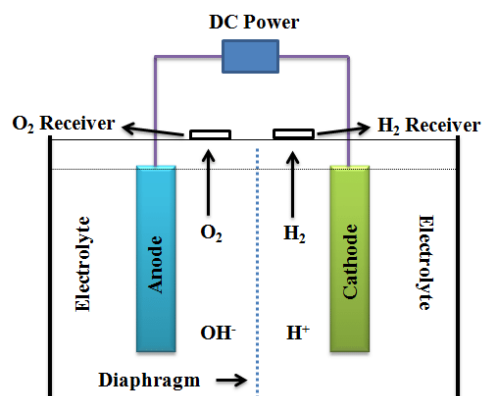 DC Power
O₂ Receiver
H₂ Receiver
Electrolyte
Anode
O₂
H₂
Cathode
Electrolyte
OH⁻
H⁺
Diaphragm